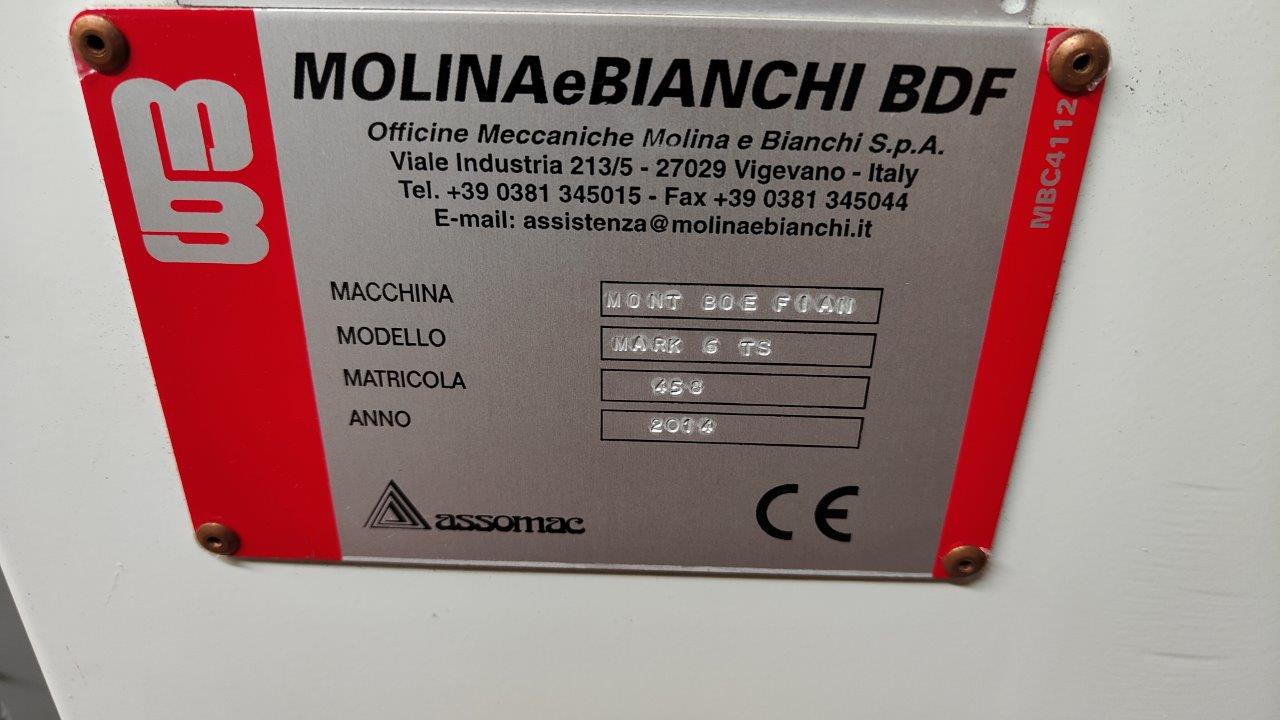 MOLINAeBIANCHI BDF
Officine Meccaniche Molina e Bianchi S.p.A.
Viale Industria 213/5 - 27029 Vigevano - Italy
Tel. +39 0381 345015 - Fax +39 0381 345044
E-mail: assistenza@molinaebianchi.it
MACCHINA MONT BOE FIAN
MODELLO MARK 6 TS
MATRICOLA 458
ANNO 2014
assomac CE
mb
MBC4112